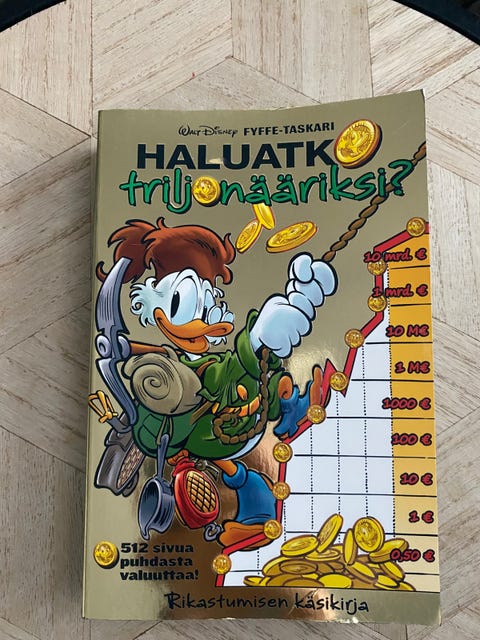 Walt Disney FYFFE-TASKARI
HALUATKO
triljonääriksi?
10 mrd. €
1 mrd. €
10 M€
1 M€
1000 €
100 €
10 €
1 €
0,50 €
512 sivua
puhdasta
valuuttaa!
Rikastumisen käsikirja